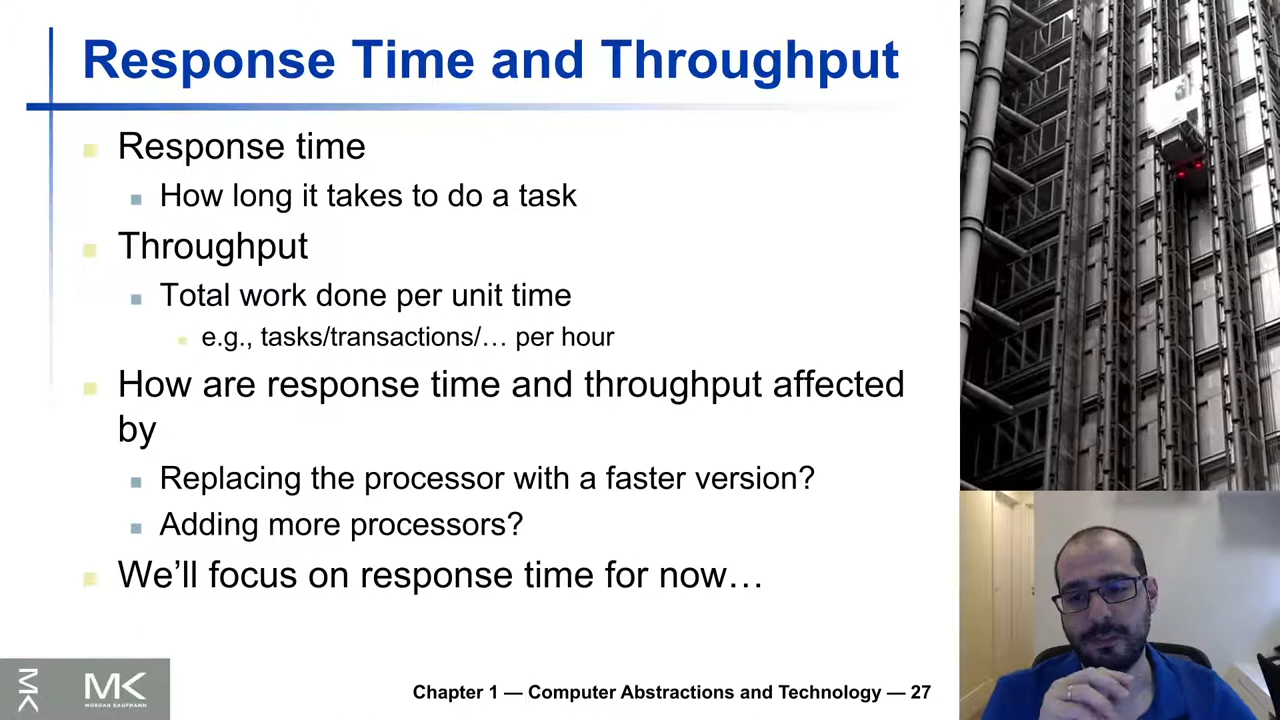 Response Time and Throughput
Response time
How long it takes to do a task
Throughput
Total work done per unit time
e.g., tasks/transactions/… per hour
How are response time and throughput affected
by
Replacing the processor with a faster version?
Adding more processors?
We’ll focus on response time for now…
MK
MK
MORGAN KAUFMANN
Chapter 1 — Computer Abstractions and Technology — 27